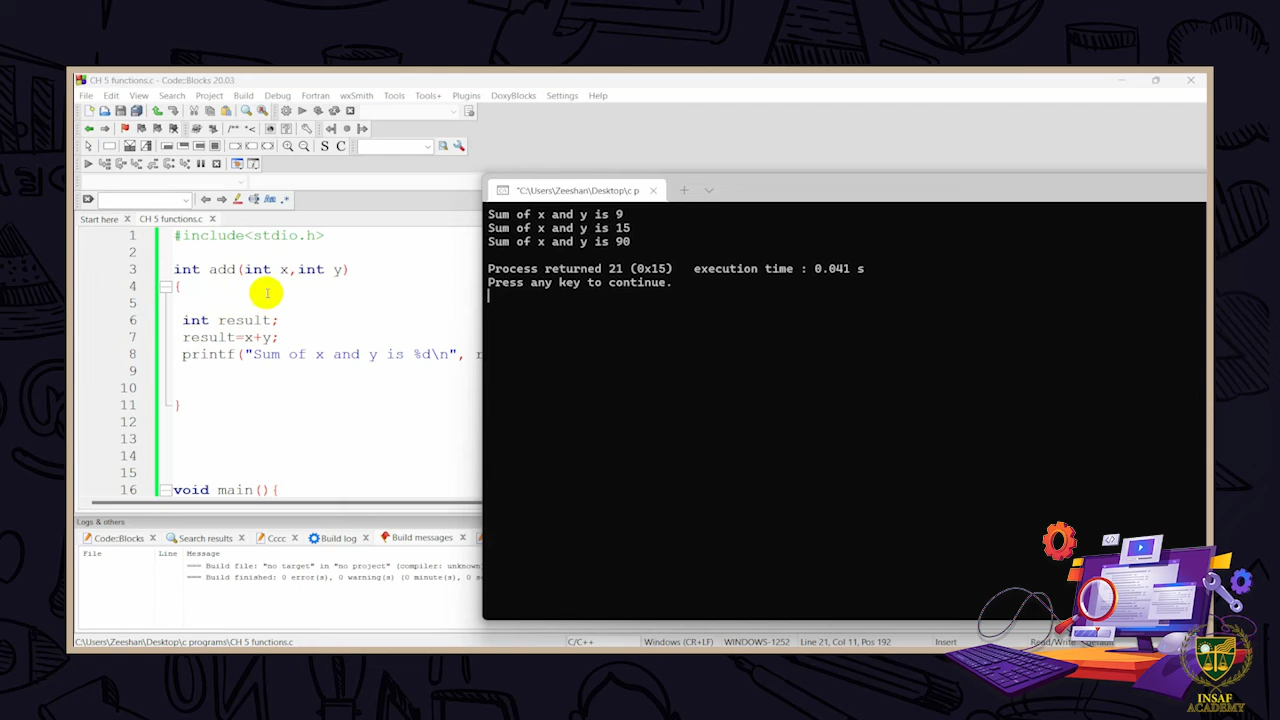 CH 5 functions.c - Code::Blocks 20.03
File Edit View Search Project Build Debug Fortran wxSmith Tools Tools+ Plugins DoxyBlocks Settings Help
Start here CH 5 functions.c
1 #include<stdio.h>
2
3 int add(int x,int y)
4 {
5
6 int result;
7 result=x+y;
8 printf("Sum of x and y is %d\n", r
9
10
11 }
12
13
14
15
16 void main(){
"C:\Users\Zeeshan\Desktop\c p
Sum of x and y is 9
Sum of x and y is 15
Sum of x and y is 90
Process returned 21 (0x15) execution time : 0.041 s
Press any key to continue.
Logs & others
Code::Blocks Search results Cccc Build log Build messages
File Line Message
=== Build file: "no target" in "no project" (compiler: unknown)
=== Build finished: 0 error(s), 0 warning(s) (0 minute(s), 0 se
C:\Users\Zeeshan\Desktop\c programs\CH 5 functions.c C/C++ Windows (CR+LF) WINDOWS-1252 Line 21, Col 11, Pos 192 Insert Read/Write default
INSAF
ACADEMY